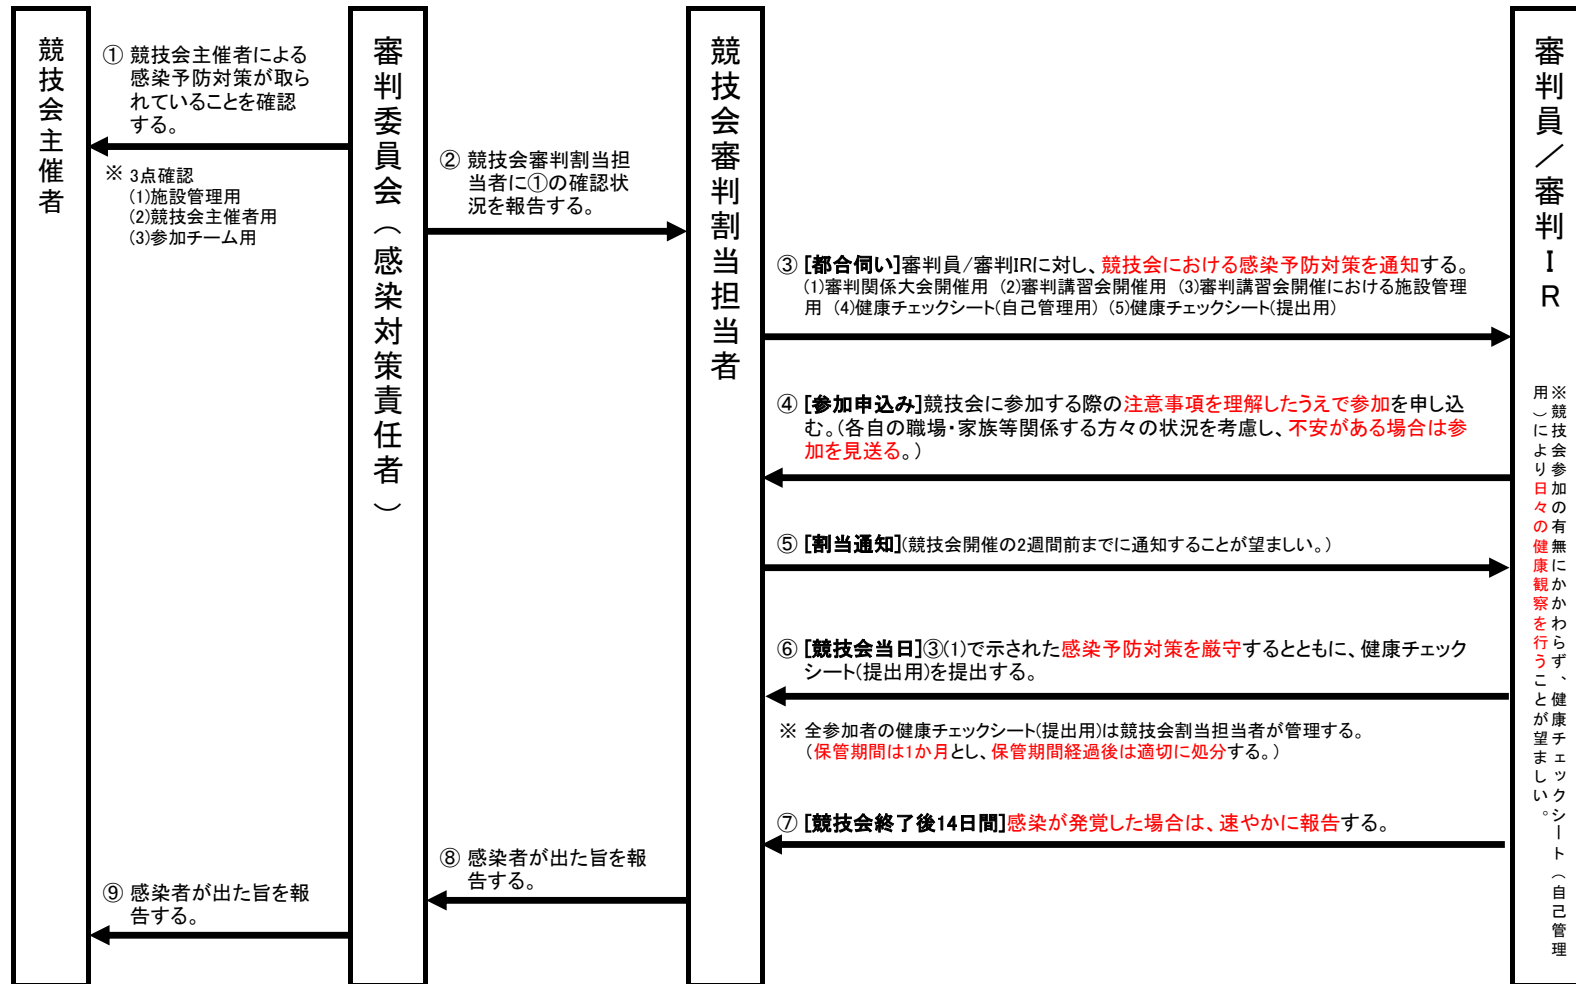 競技会主催者
① 競技会主催者による
感染予防対策が取ら
れていることを確認
する。
※ 3点確認
(1)施設管理用
(2)競技会主催者用
(3)参加チーム用
審判委員会（感染対策責任者）
② 競技会審判割当担
当者に①の確認状
況を報告する。
競技会審判割当担当者
③ [都合伺い]審判員/審判IRに対し、競技会における感染予防対策を通知する。
(1)審判関係大会開催用 (2)審判講習会開催用 (3)審判講習会開催における施設管理
用 (4)健康チェックシート(自己管理用) (5)健康チェックシート(提出用)
④ [参加申込み]競技会に参加する際の注意事項を理解したうえで参加を申し込
む。(各自の職場・家族等関係する方々の状況を考慮し、不安がある場合は参
加を見送る。)
⑤ [割当通知](競技会開催の2週間前までに通知することが望ましい。)
⑥ [競技会当日]③(1)で示された感染予防対策を厳守するとともに、健康チェック
シート(提出用)を提出する。
※ 全参加者の健康チェックシート(提出用)は競技会割当担当者が管理する。
(保管期間は1か月とし、保管期間経過後は適切に処分する。)
⑦ [競技会終了後14日間]感染が発覚した場合は、速やかに報告する。
⑧ 感染者が出た旨を報
告する。
⑨ 感染者が出た旨を報
告する。
審判員／審判IR
※競技会参加の有無にかかわらず、健康チェックシート（自己管理
用）により日々の健康観察を行うことが望ましい。